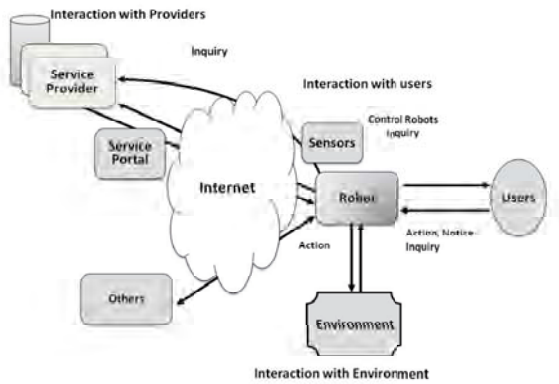 Interaction with Providers
Inquiry
Service
Provider
Interaction with users
Control Robots
Inquiry
Service
Portal
Sensors
Internet
Robot
Users
Action, Notice
Inquiry
Action
Others
Environment
Interaction with Environment